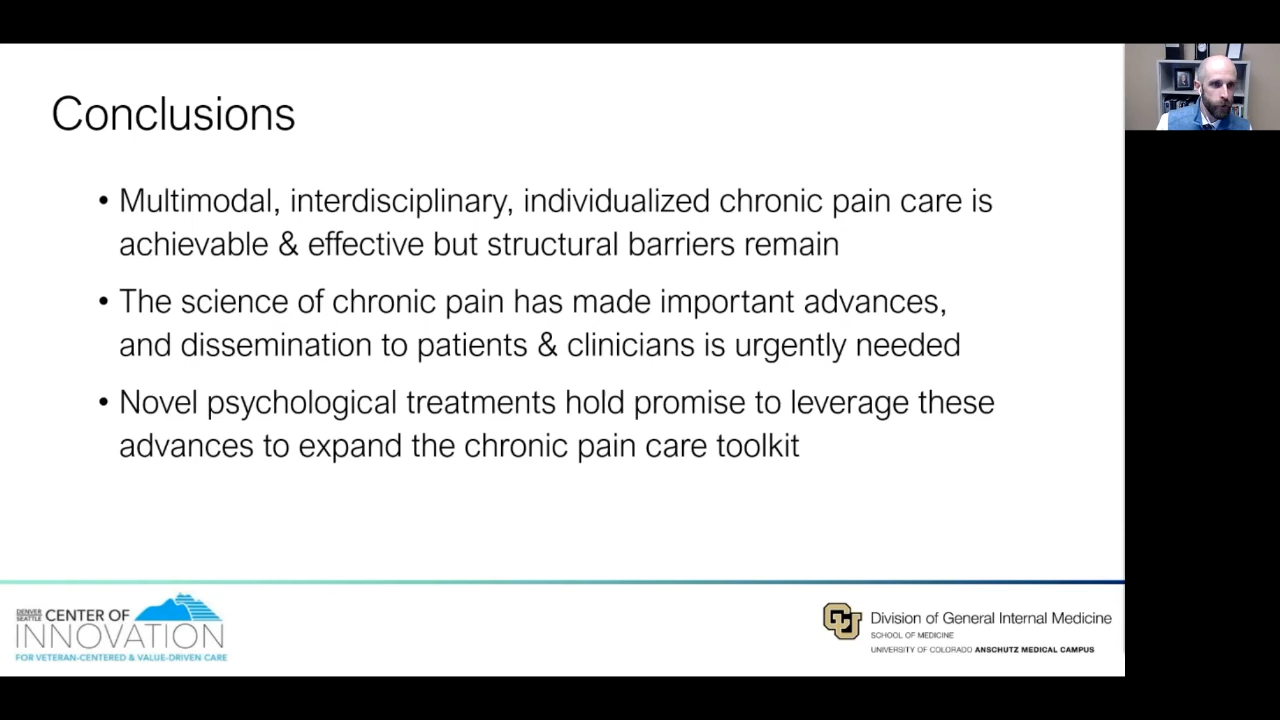 Conclusions
• Multimodal, interdisciplinary, individualized chronic pain care is
achievable & effective but structural barriers remain
• The science of chronic pain has made important advances,
and dissemination to patients & clinicians is urgently needed
• Novel psychological treatments hold promise to leverage these
advances to expand the chronic pain care toolkit
DENVER
SEATTLE
CENTER OF
INNOVATION
FOR VETERAN-CENTERED & VALUE-DRIVEN CARE
CU
Division of General Internal Medicine
SCHOOL OF MEDICINE
UNIVERSITY OF COLORADO ANSCHUTZ MEDICAL CAMPUS